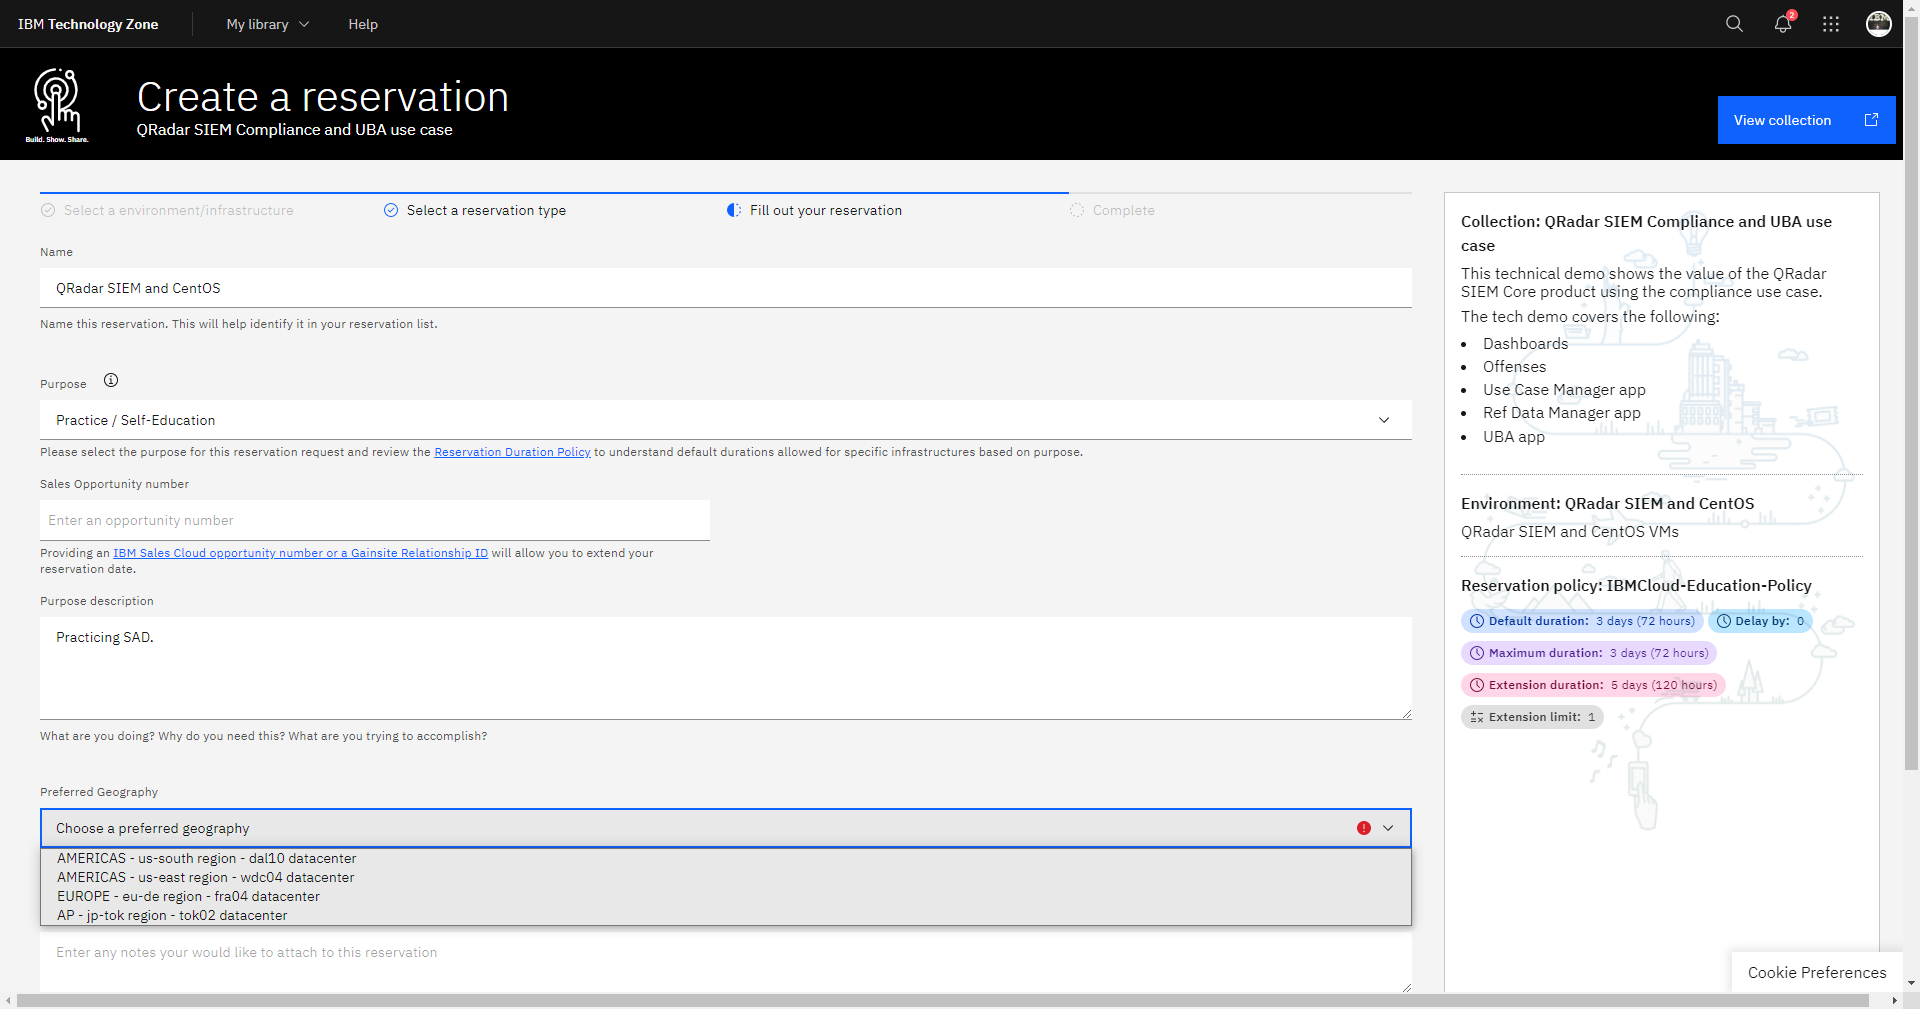 IBM Technology Zone
My library
Help
2
Build. Show. Share.
Create a reservation
QRadar SIEM Compliance and UBA use case
View collection
Select a environment/infrastructure
Select a reservation type
Fill out your reservation
Complete
Name
QRadar SIEM and CentOS
Name this reservation. This will help identify it in your reservation list.
Purpose
Practice / Self-Education
Please select the purpose for this reservation request and review the Reservation Duration Policy to understand default durations allowed for specific infrastructures based on purpose.
Sales Opportunity number
Enter an opportunity number
Providing an IBM Sales Cloud opportunity number or a Gainsite Relationship ID will allow you to extend your
reservation date.
Purpose description
Practicing SAD.
What are you doing? Why do you need this? What are you trying to accomplish?
Preferred Geography
Choose a preferred geography
AMERICAS - us-south region - dal10 datacenter
AMERICAS - us-east region - wdc04 datacenter
EUROPE - eu-de region - fra04 datacenter
AP - jp-tok region - tok02 datacenter
Enter any notes your would like to attach to this reservation
Collection: QRadar SIEM Compliance and UBA use
case
This technical demo shows the value of the QRadar
SIEM Core product using the compliance use case.
The tech demo covers the following:
Dashboards
Offenses
Use Case Manager app
Ref Data Manager app
UBA app
Environment: QRadar SIEM and CentOS
QRadar SIEM and CentOS VMs
Reservation policy: IBMCloud-Education-Policy
Default duration: 3 days (72 hours)
Delay by: 0
Maximum duration: 3 days (72 hours)
Extension duration: 5 days (120 hours)
Extension limit: 1
Cookie Preferences